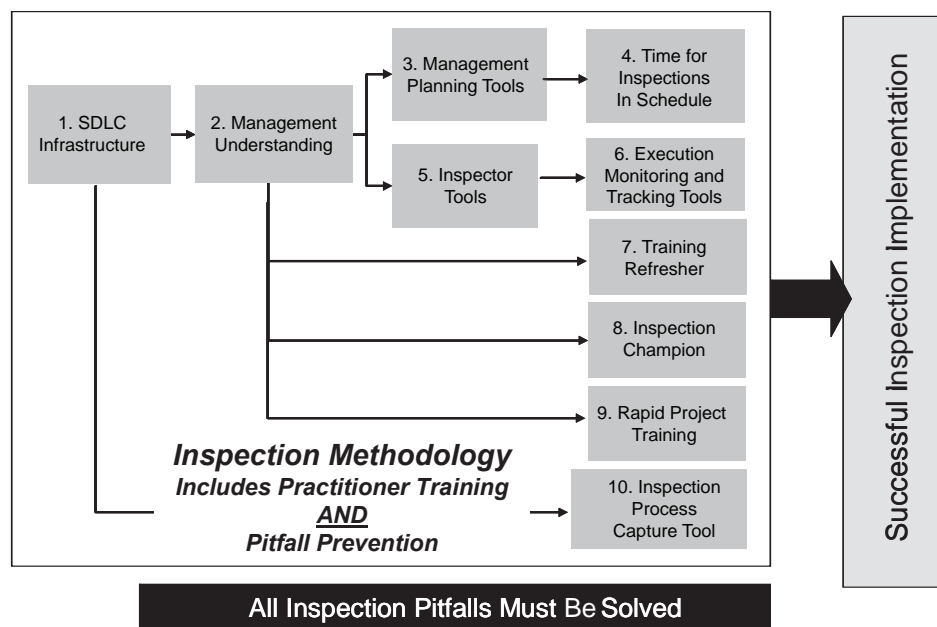 1. SDLC
Infrastructure
2. Management
Understanding
3. Management
Planning Tools
4. Time for
Inspections
In Schedule
5. Inspector
Tools
6. Execution
Monitoring and
Tracking Tools
7. Training
Refresher
8. Inspection
Champion
9. Rapid Project
Training
10. Inspection
Process
Capture Tool
Inspection Methodology
Includes Practitioner Training
AND
Pitfall Prevention
Successful Inspection Implementation
All Inspection Pitfalls Must Be Solved